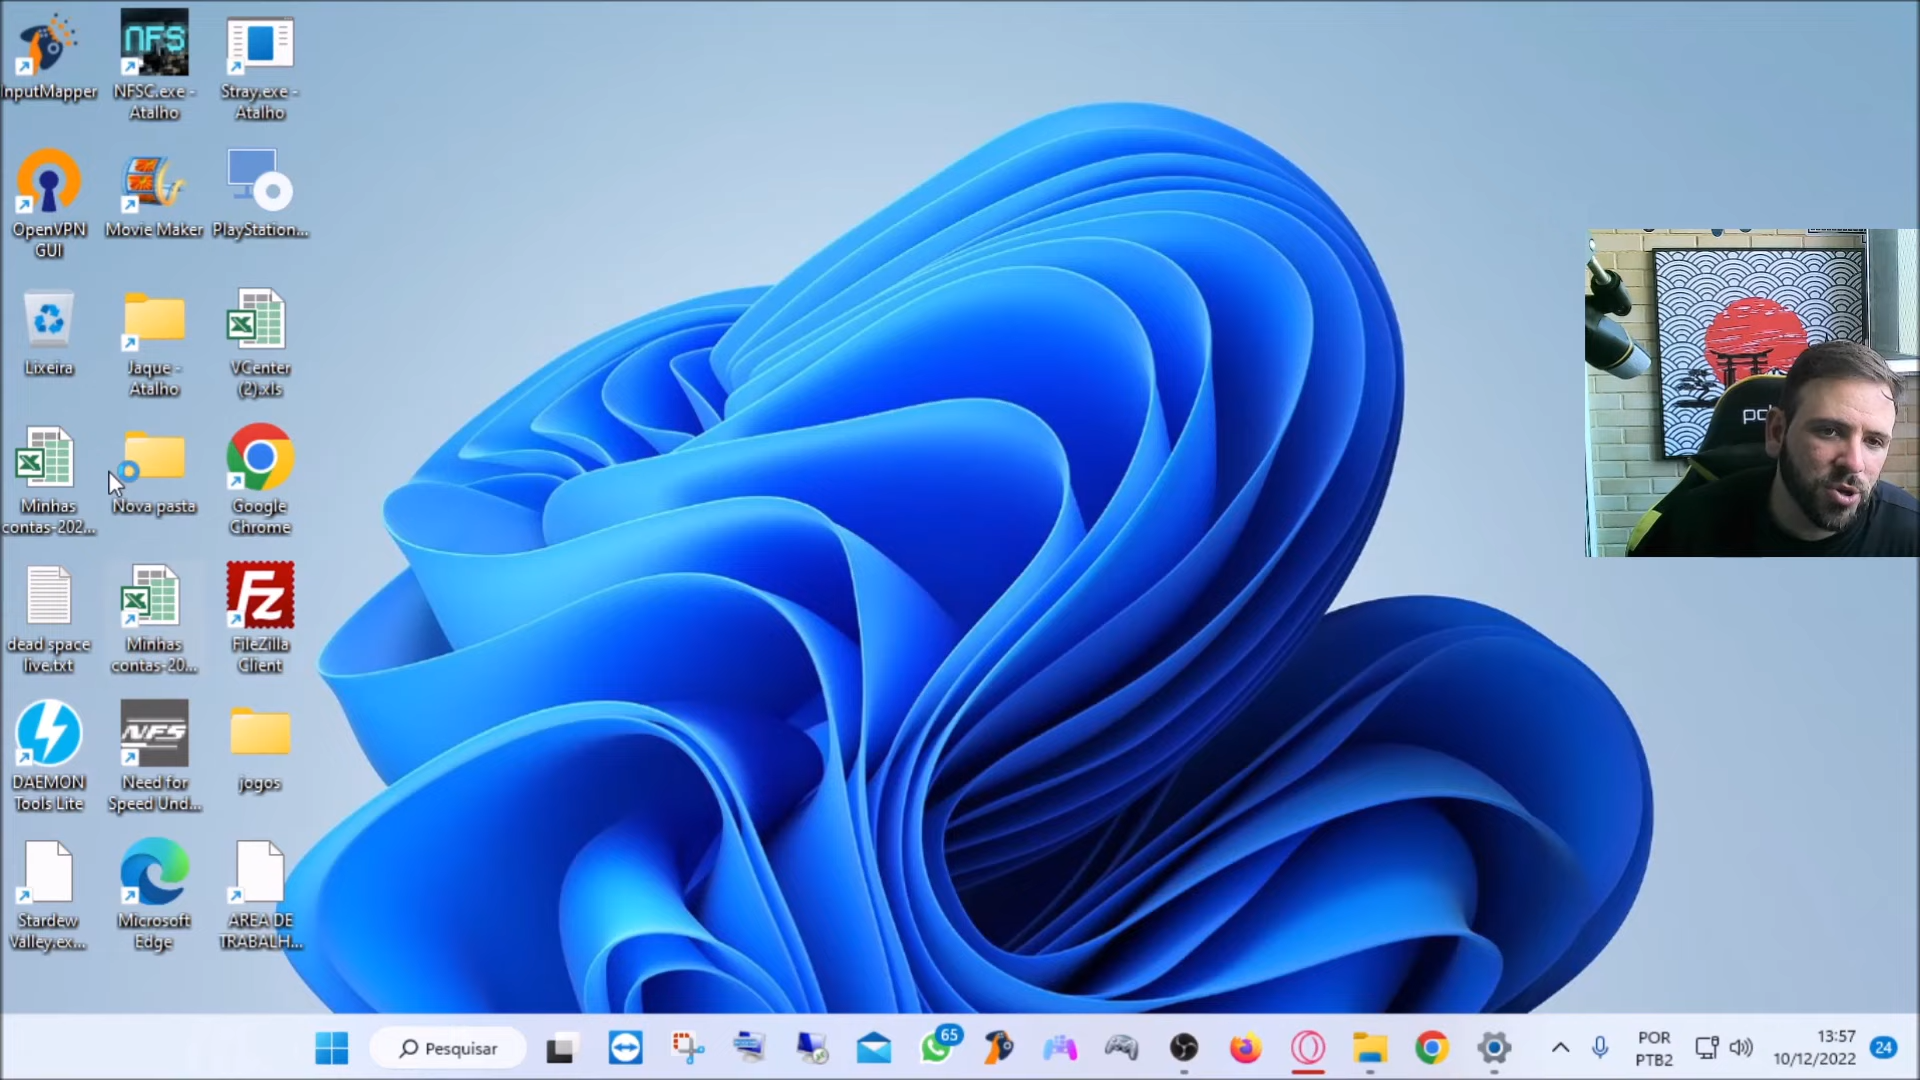 InputMapper
NFS
NFSC.exe -
Atalho
Stray.exe -
Atalho
OpenVPN
GUI
Movie Maker
PlayStation...
Lixeira
Jaque -
Atalho
VCenter
(2).xls
Minhas
contas-202...
Nova pasta
Google
Chrome
dead space
live.txt
Minhas
contas-20...
Fz
FileZilla
Client
DAEMON
Tools Lite
NFS
Need for
Speed Und...
jogos
Stardew
Valley.ex...
Microsoft
Edge
AREA DE
TRABALH...
Pesquisar
65
POR
PTB2
13:57
10/12/2022
24